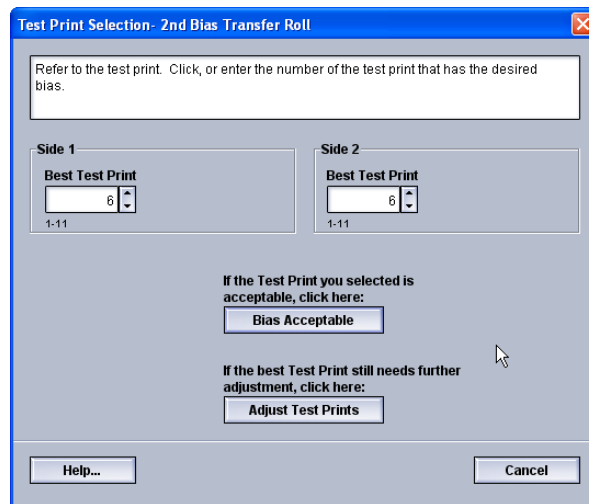 Test Print Selection- 2nd Bias Transfer Roll
Refer to the test print.  Click, or enter the number of the test print that has the desired
bias.
Side 1
Side 2
Best Test Print
Best Test Print
6
6
1-11
1-11
If the Test Print you selected is
acceptable, click here:
Bias Acceptable
If the best Test Print still needs further
adjustment, click here:
Adjust Test Prints
Help...
Cancel